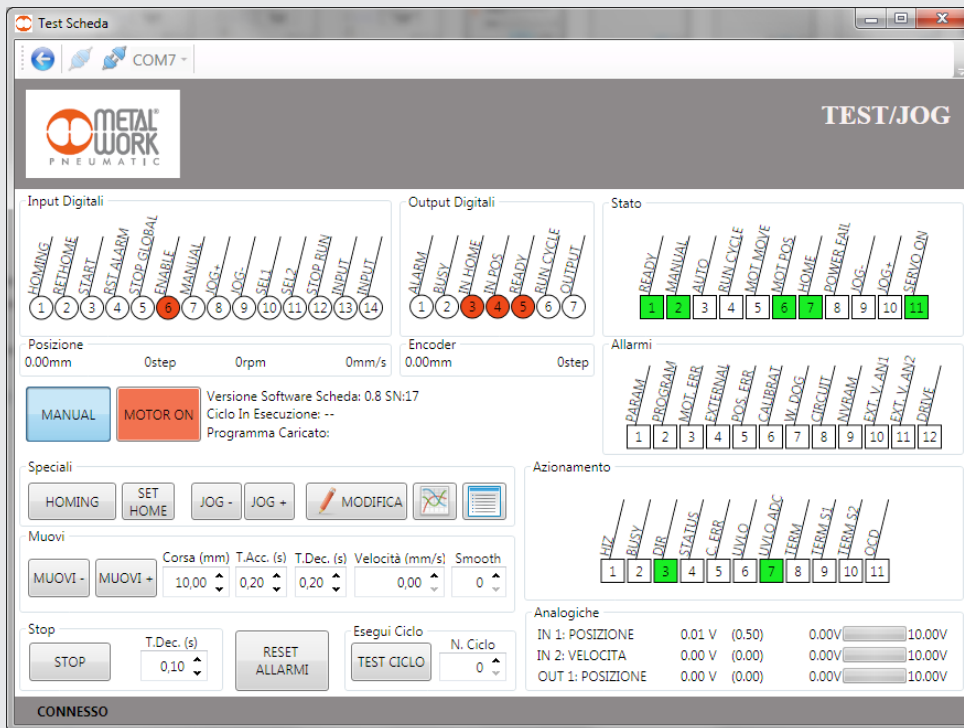 Test Scheda
COM7
METAL®
WORK
PNEUMATIC
TEST/JOG
Input Digitali
HOMING
RETHOME
START
RST ALARM
STOP GLOBAL
ENABLE
MANUAL
JOG+
JOG-
SEL1
SEL2
STOP RUN
INPUT
INPUT
1 2 3 4 5 6 7 8 9 10 11 12 13 14
Output Digitali
ALARM
BUSY
IN HOME
IN POS
READY
RUN CYCLE
OUTPUT
1 2 3 4 5 6 7
Stato
READY
MANUAL
AUTO
RUN CYCLE
MOT MOVE
MOT POS
HOME
POWER FAIL
JOG-
JOG+
SERVO ON
1 2 3 4 5 6 7 8 9 10 11
Posizione
0.00mm 0step 0rpm 0mm/s
Encoder
0.00mm 0step
Allarmi
PARAM
PROGRAM
MOT. ERR
EXTERNAL
POS. ERR
CALIBRAT
W. DOG
CIRCUIT
NVRAM
EXT. V. AN1
EXT. V. AN2
DRIVE
1 2 3 4 5 6 7 8 9 10 11 12
MANUAL
MOTOR ON
Versione Software Scheda: 0.8 SN:17
Ciclo In Esecuzione: --
Programma Caricato:
Speciali
HOMING
SET
HOME
JOG -
JOG +
MODIFICA
Azionamento
HIZ
BUSY
DIR
STATUS
C. ERR
UVLO
UVLO ADC
TERM
TERM S1
TERM S2
OCD
1 2 3 4 5 6 7 8 9 10 11
Muovi
MUOVI -
MUOVI +
Corsa (mm) T.Acc. (s) T.Dec. (s) Velocità (mm/s) Smooth
10,00 0,20 0,20 0,00 0
Stop
STOP
T.Dec. (s)
0,10
RESET
ALLARMI
Esegui Ciclo
TEST CICLO
N. Ciclo
0
Analogiche
IN 1: POSIZIONE 0.01 V (0.50) 0.00V 10.00V
IN 2: VELOCITA 0.00 V (0.00) 0.00V 10.00V
OUT 1: POSIZIONE 0.00 V (0.00) 0.00V 10.00V
CONNESSO